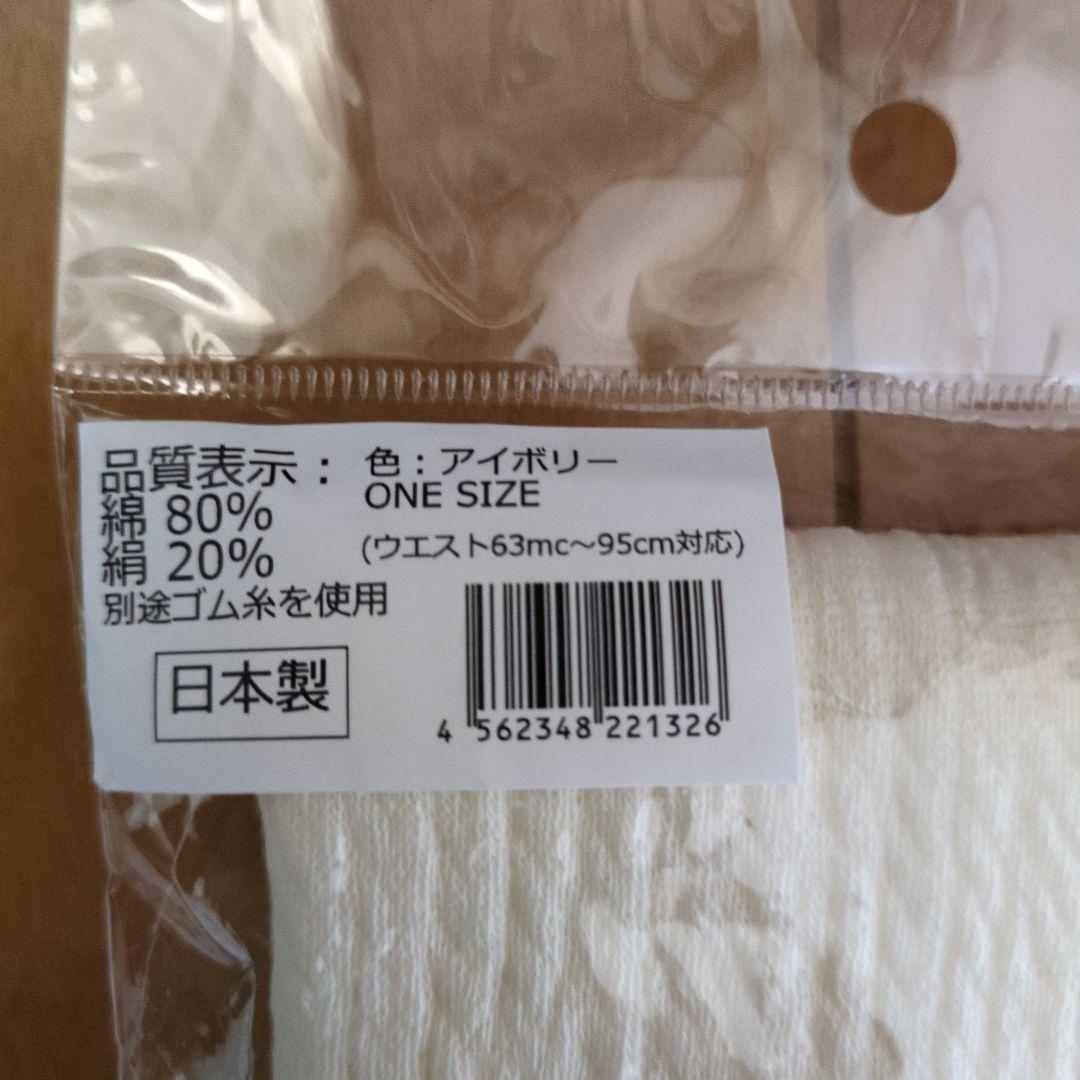 品質表示：
綿 80%
絹 20%
別途ゴム糸を使用
日本製
色：アイボリー
ONE SIZE
(ウエスト63mc〜95cm対応)
4 562348 221326